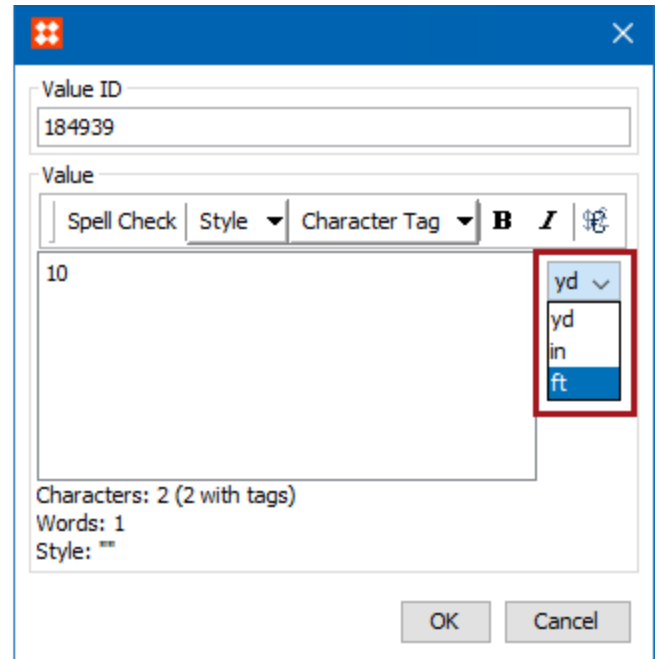 Value ID
184939
Value
Spell Check Style Character Tag B I
10
yd
yd
in
ft
Characters: 2 (2 with tags)
Words: 1
Style: ""
OK Cancel